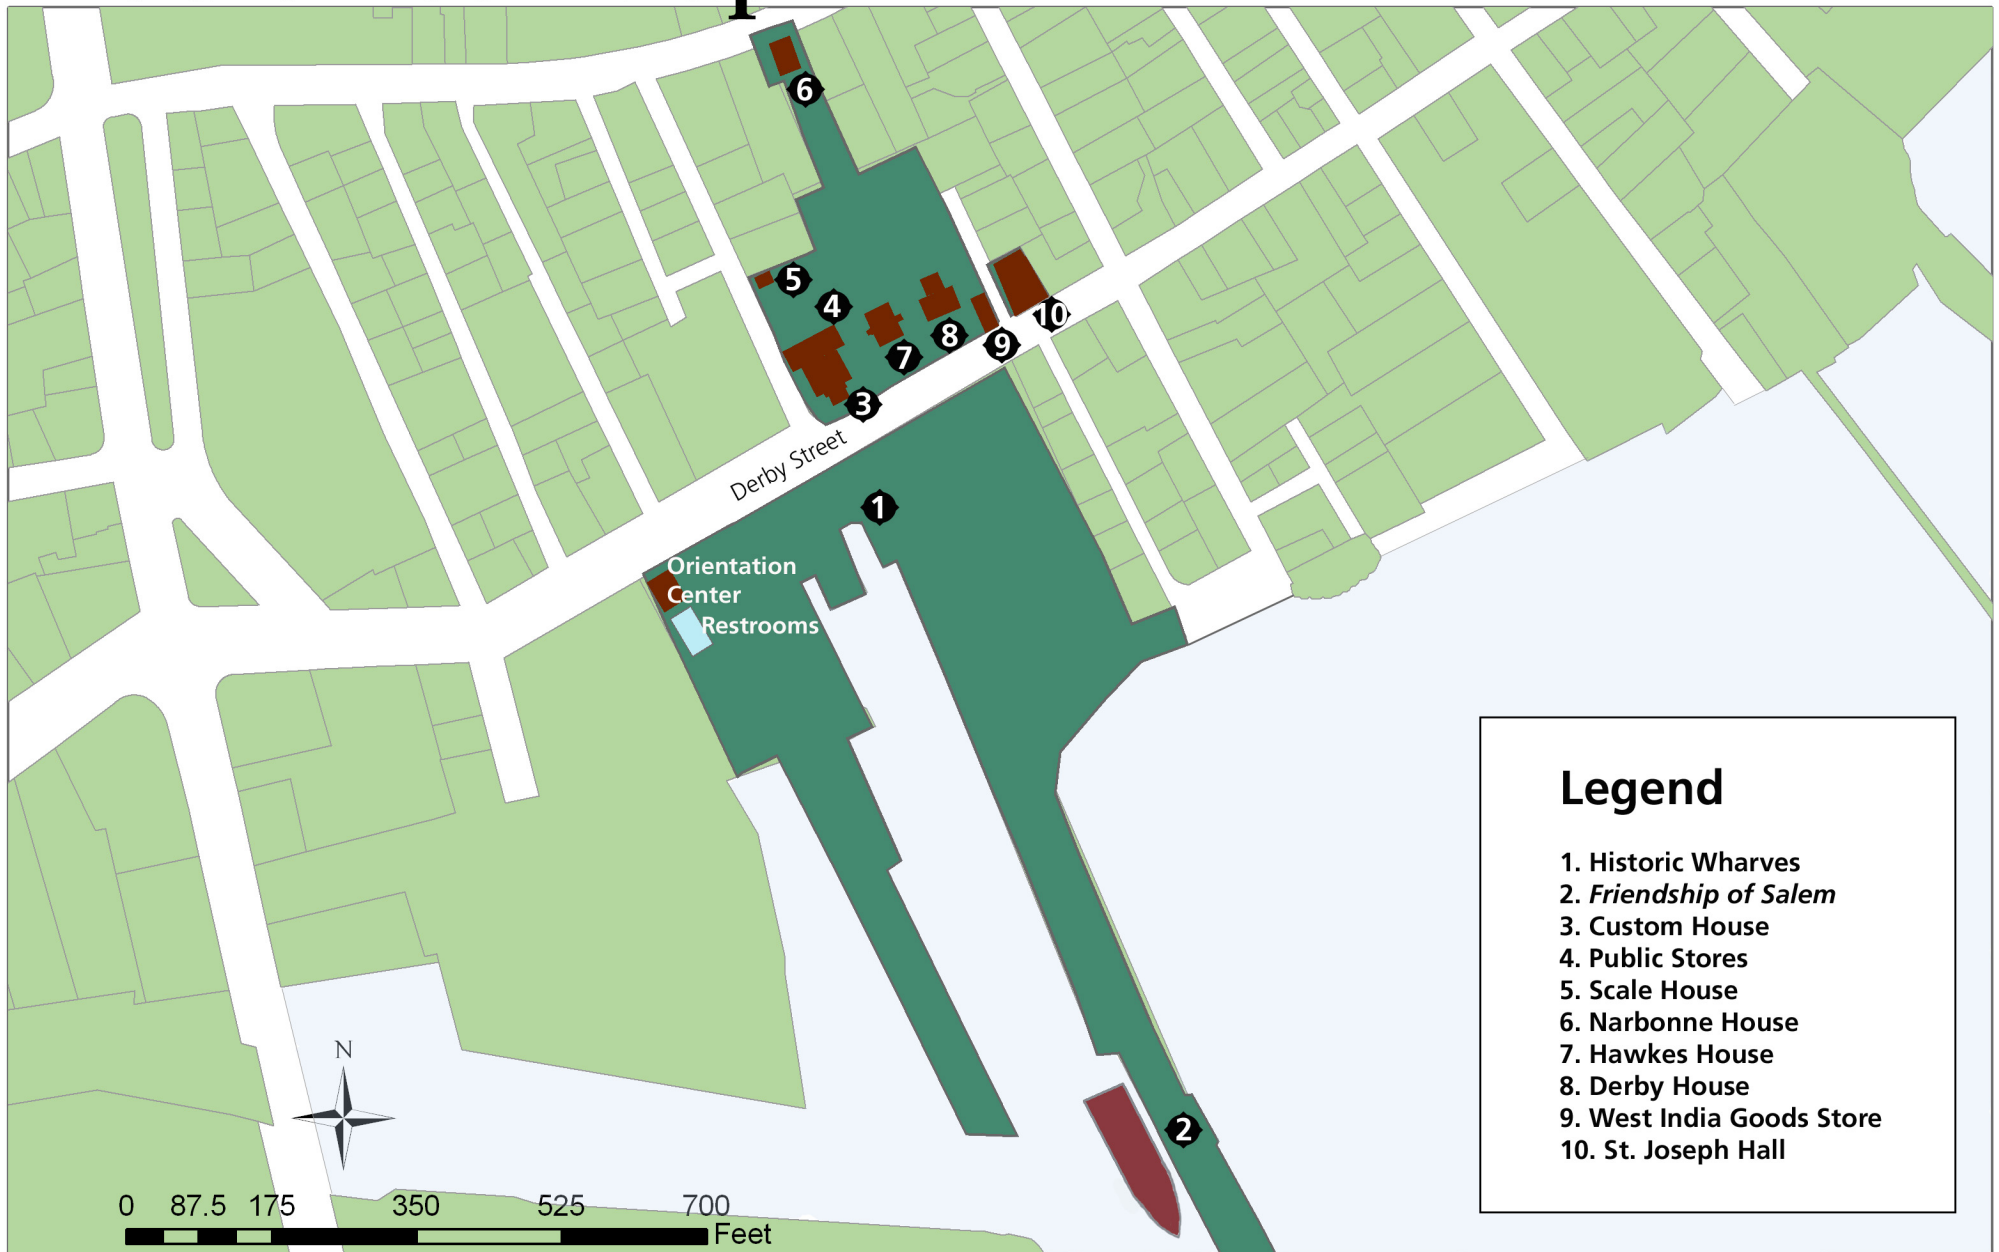 6
5
4
10
8
9
7
3
Derby Street
1
Orientation
Center
Restrooms
Legend
1. Historic Wharves
2. Friendship of Salem
3. Custom House
4. Public Stores
5. Scale House
6. Narbonne House
7. Hawkes House
8. Derby House
9. West India Goods Store
10. St. Joseph Hall
N
2
0 87.5 175 350 525 700
Feet